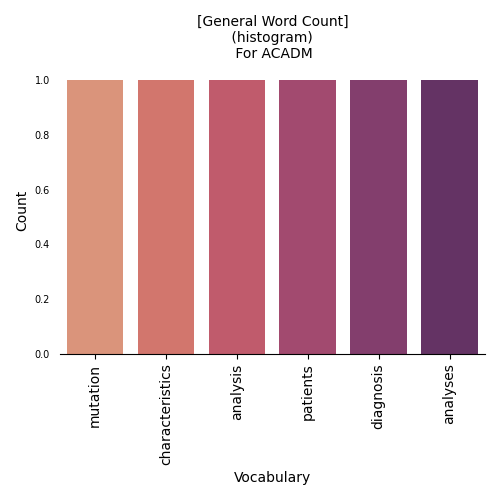 [General Word Count]
(histogram)
For ACADM
1.0
0.8
0.6
0.4
0.2
0.0
Count
mutation
characteristics
analysis
patients
diagnosis
analyses
Vocabulary